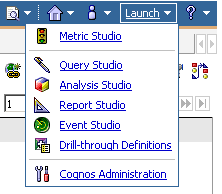 Launch
Metric Studio
Query Studio
Analysis Studio
Report Studio
Event Studio
Drill-through Definitions
1
Cognos Administration